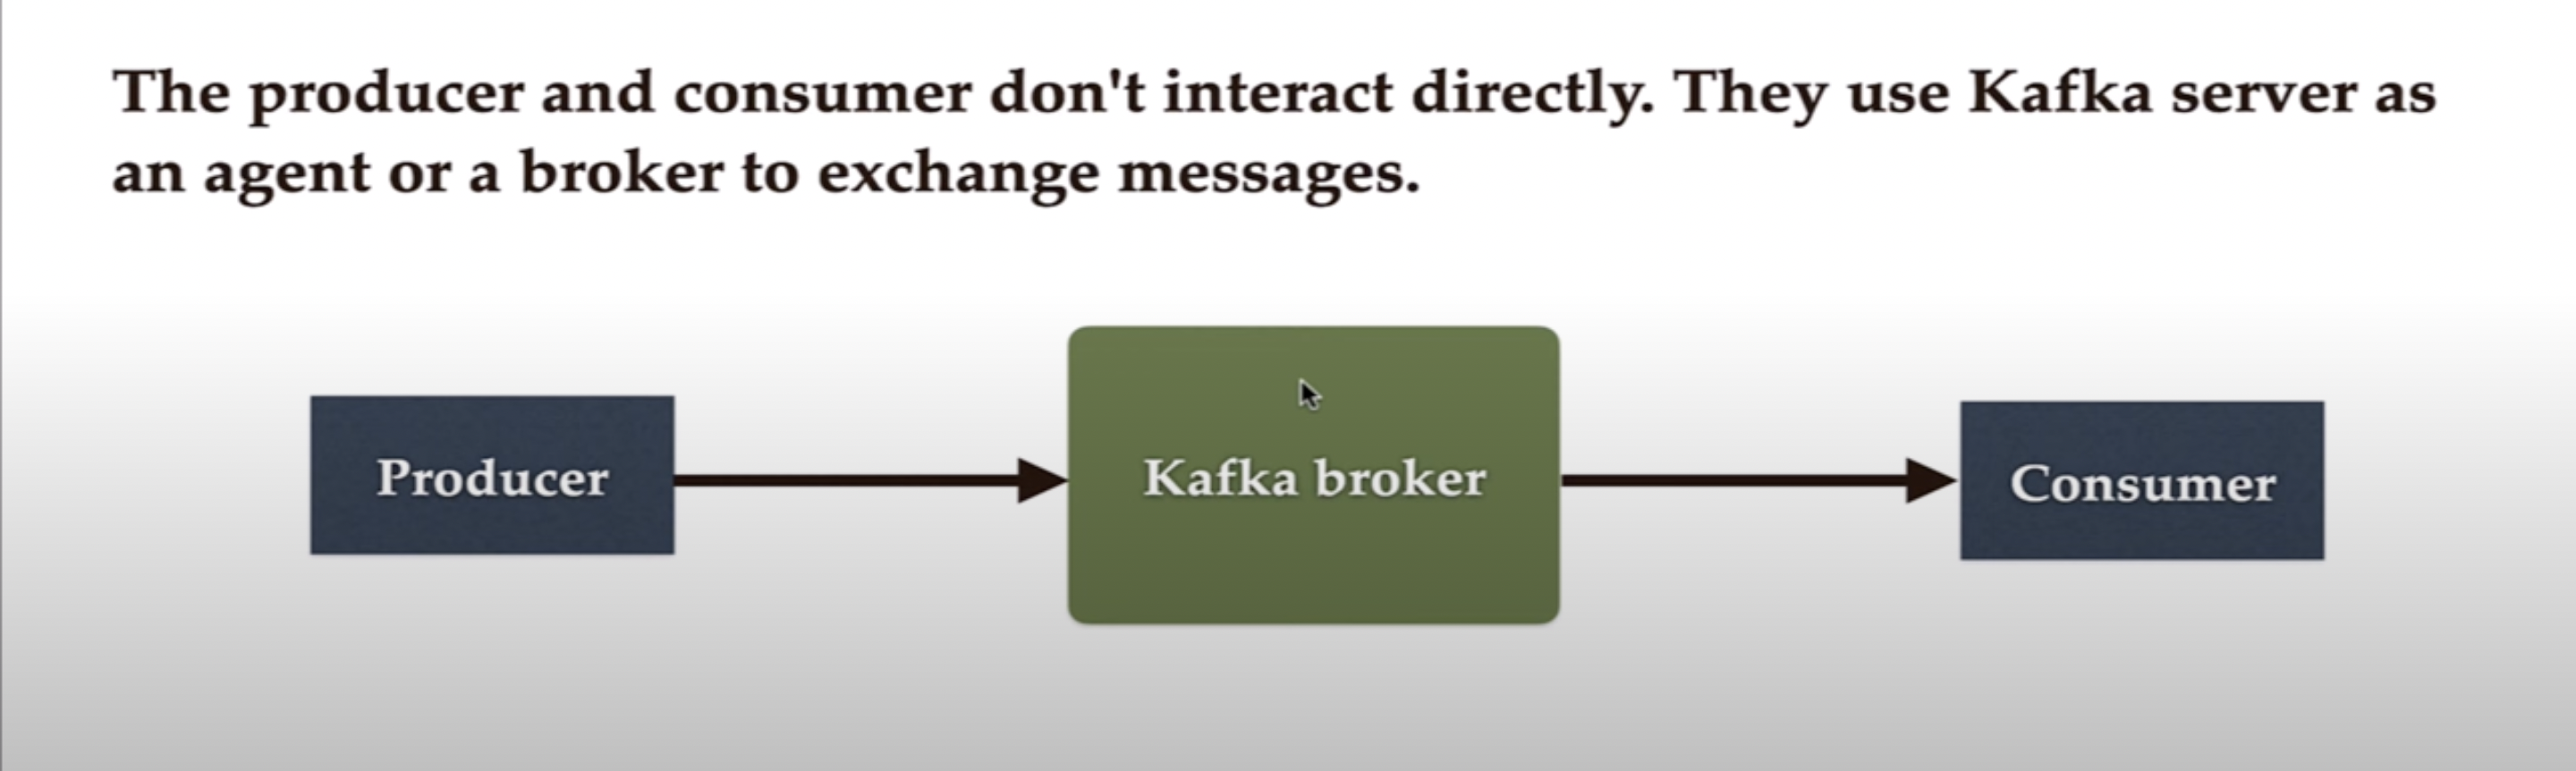 The producer and consumer don't interact directly. They use Kafka server as
an agent or a broker to exchange messages.
Producer
Kafka broker
Consumer